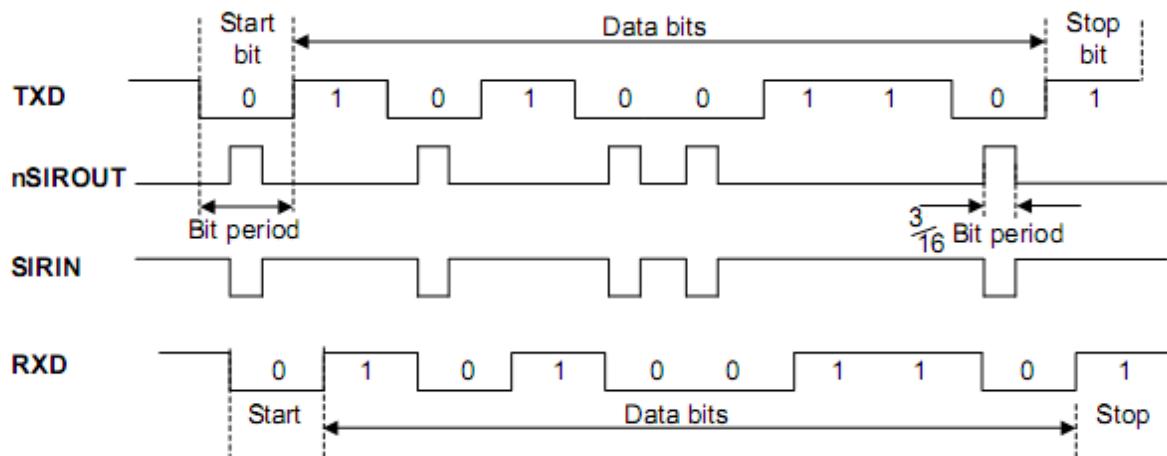 Start
bit
Data bits
Stop
bit
TXD
0 1 0 1 0 0 1 1 0 1
nSIROUT
Bit period
3/16 Bit period
SIRIN
RXD
0 1 0 1 0 0 1 1 0 1
Start
Data bits
Stop